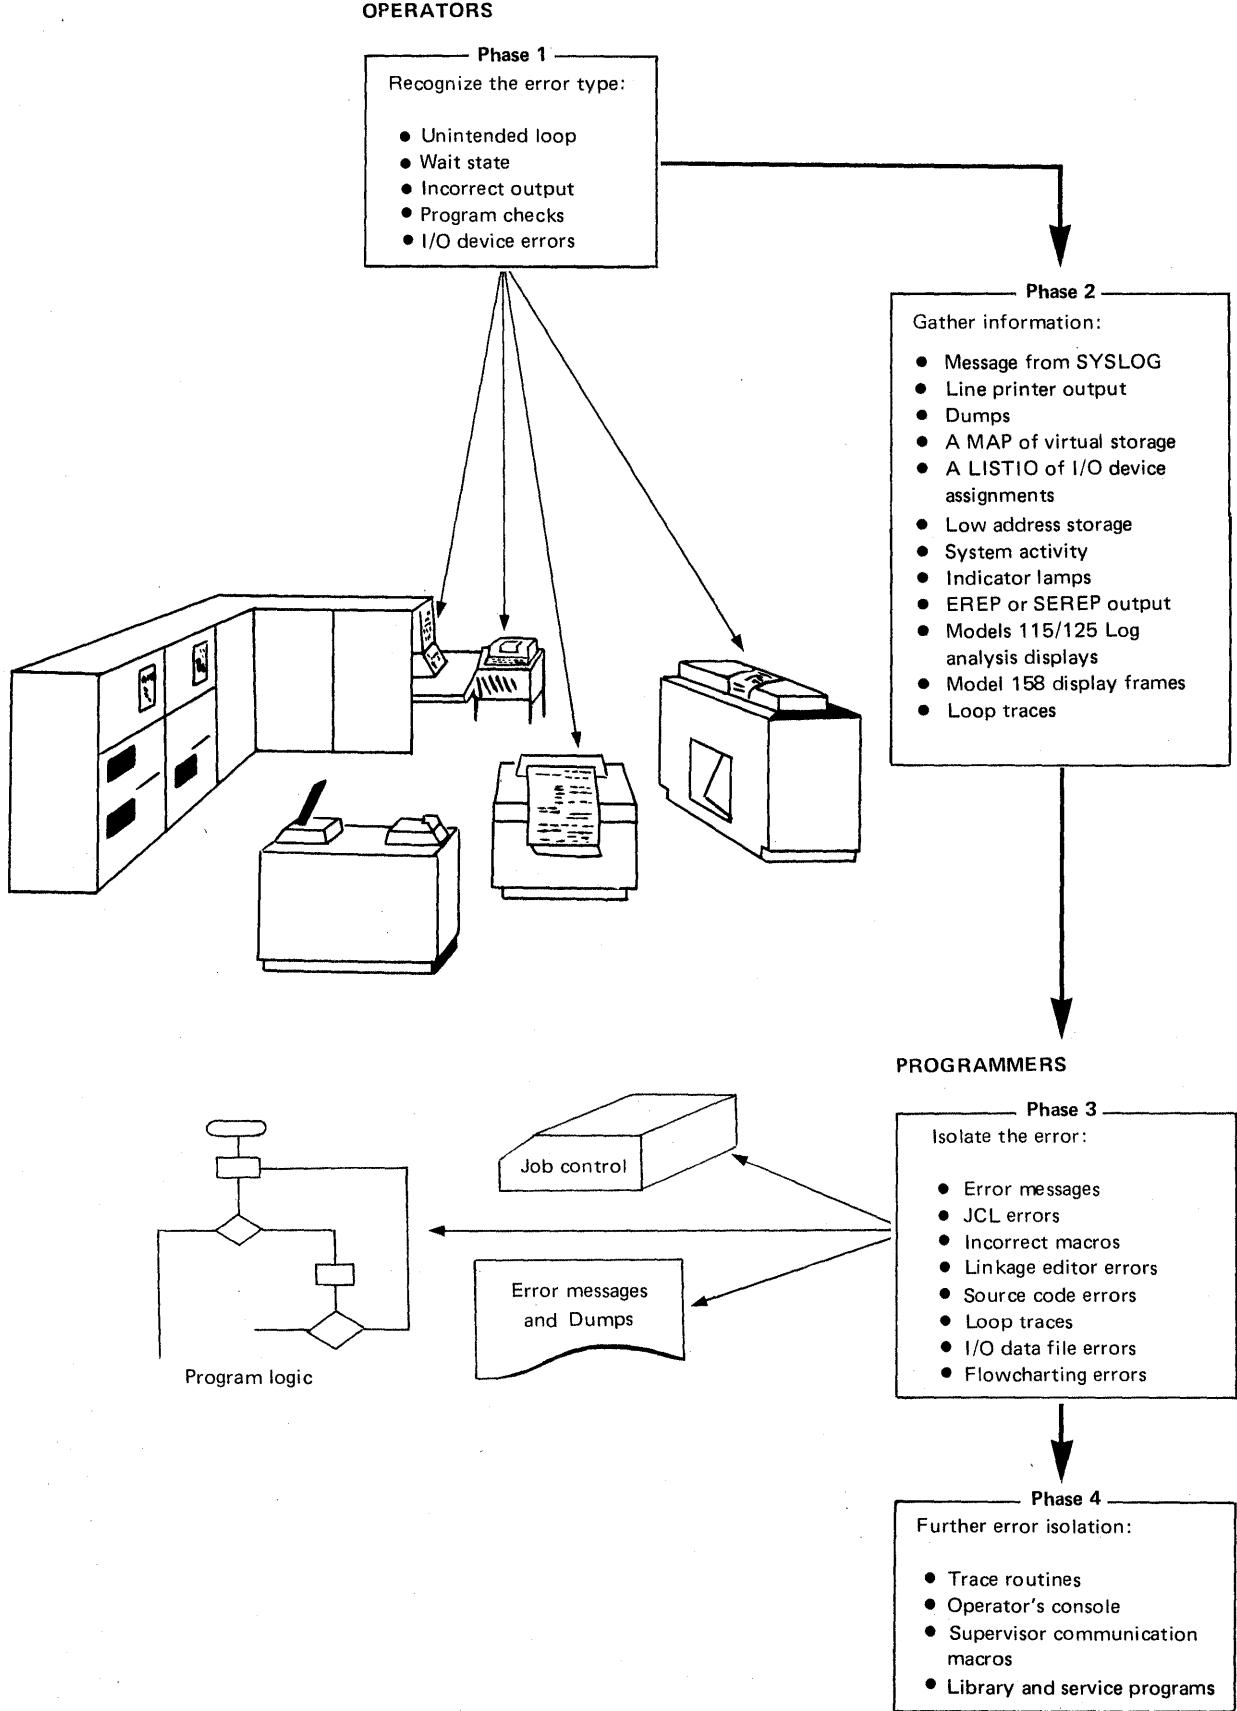 OPERATORS
Phase 1
Recognize the error type:
● Unintended loop
● Wait state
● Incorrect output
● Program checks
● I/O device errors
Phase 2
Gather information:
● Message from SYSLOG
● Line printer output
● Dumps
● A MAP of virtual storage
● A LISTIO of I/O device
assignments
● Low address storage
● System activity
● Indicator lamps
● EREP or SEREP output
● Models 115/125 Log
analysis displays
● Model 158 display frames
● Loop traces
PROGRAMMERS
Phase 3
Isolate the error:
● Error messages
● JCL errors
● Incorrect macros
● Linkage editor errors
● Source code errors
● Loop traces
● I/O data file errors
● Flowcharting errors
Job control
Error messages
and Dumps
Program logic
Phase 4
Further error isolation:
● Trace routines
● Operator's console
● Supervisor communication
macros
● Library and service programs